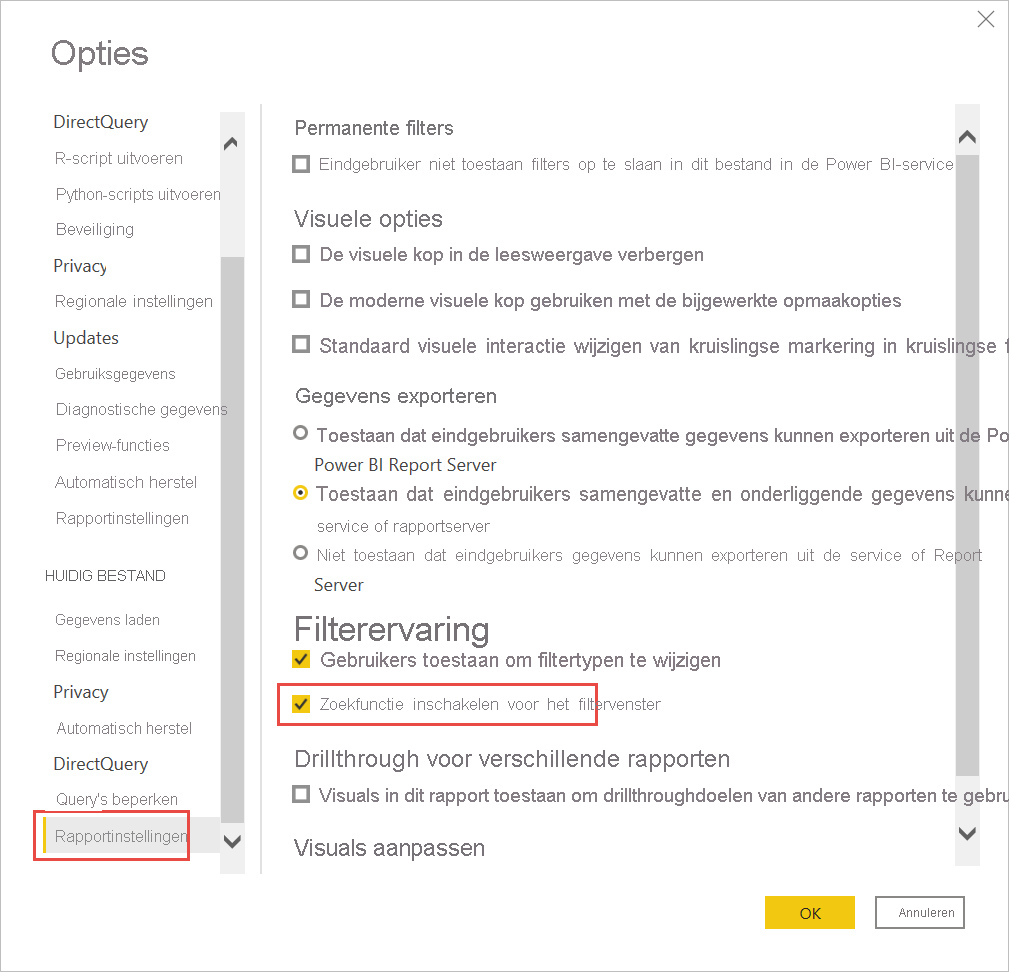 Opties
DirectQuery
R-script uitvoeren
Python-scripts uitvoeren
Beveiliging
Privacy
Regionale instellingen
Updates
Gebruiksgegevens
Diagnostische gegevens
Preview-functies
Automatisch herstel
Rapportinstellingen
HUIDIG BESTAND
Gegevens laden
Regionale instellingen
Privacy
Automatisch herstel
DirectQuery
Query's beperken
Rapportinstellingen
Permanente filters
Eindgebruiker niet toestaan filters op te slaan in dit bestand in de Power BI-service
Visuele opties
De visuele kop in de leesweergave verbergen
De moderne visuele kop gebruiken met de bijgewerkte opmaakopties
Standaard visuele interactie wijzigen van kruislingse markering in kruislingse f
Gegevens exporteren
Toestaan dat eindgebruikers samengevatte gegevens kunnen exporteren uit de Po
Power BI Report Server
Toestaan dat eindgebruikers samengevatte en onderliggende gegevens kunne
service of rapportserver
Niet toestaan dat eindgebruikers gegevens kunnen exporteren uit de service of Report
Server
Filterervaring
Gebruikers toestaan om filtertypen te wijzigen
Zoekfunctie inschakelen voor het filtervenster
Drillthrough voor verschillende rapporten
Visuals in dit rapport toestaan om drillthroughdoelen van andere rapporten te gebru
Visuals aanpassen
OK
Annuleren